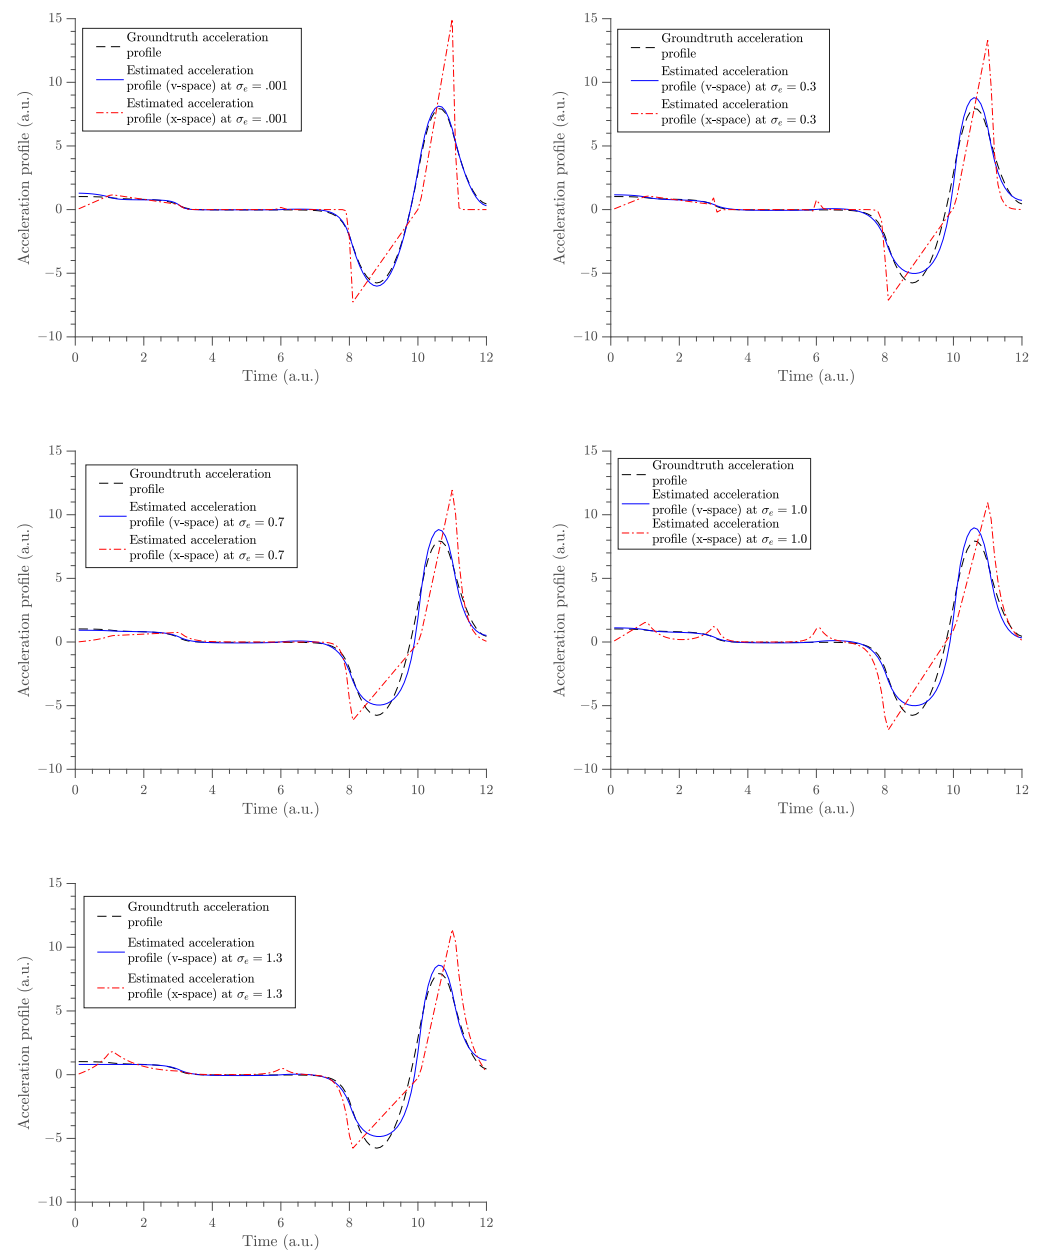 15
10
5
0
−5
−10
Acceleration profile (a.u.)
Groundtruth acceleration
profile
Estimated acceleration
profile (v-space) at σₑ = .001
Estimated acceleration
profile (x-space) at σₑ = .001
0 2 4 6 8 10 12
Time (a.u.)
15
10
5
0
−5
−10
Acceleration profile (a.u.)
Groundtruth acceleration
profile
Estimated acceleration
profile (v-space) at σₑ = 0.3
Estimated acceleration
profile (x-space) at σₑ = 0.3
0 2 4 6 8 10 12
Time (a.u.)
15
10
5
0
−5
−10
Acceleration profile (a.u.)
Groundtruth acceleration
profile
Estimated acceleration
profile (v-space) at σₑ = 0.7
Estimated acceleration
profile (x-space) at σₑ = 0.7
0 2 4 6 8 10 12
Time (a.u.)
15
10
5
0
−5
−10
Acceleration profile (a.u.)
Groundtruth acceleration
profile
Estimated acceleration
profile (v-space) at σₑ = 1.0
Estimated acceleration
profile (x-space) at σₑ = 1.0
0 2 4 6 8 10 12
Time (a.u.)
15
10
5
0
−5
−10
Acceleration profile (a.u.)
Groundtruth acceleration
profile
Estimated acceleration
profile (v-space) at σₑ = 1.3
Estimated acceleration
profile (x-space) at σₑ = 1.3
0 2 4 6 8 10 12
Time (a.u.)